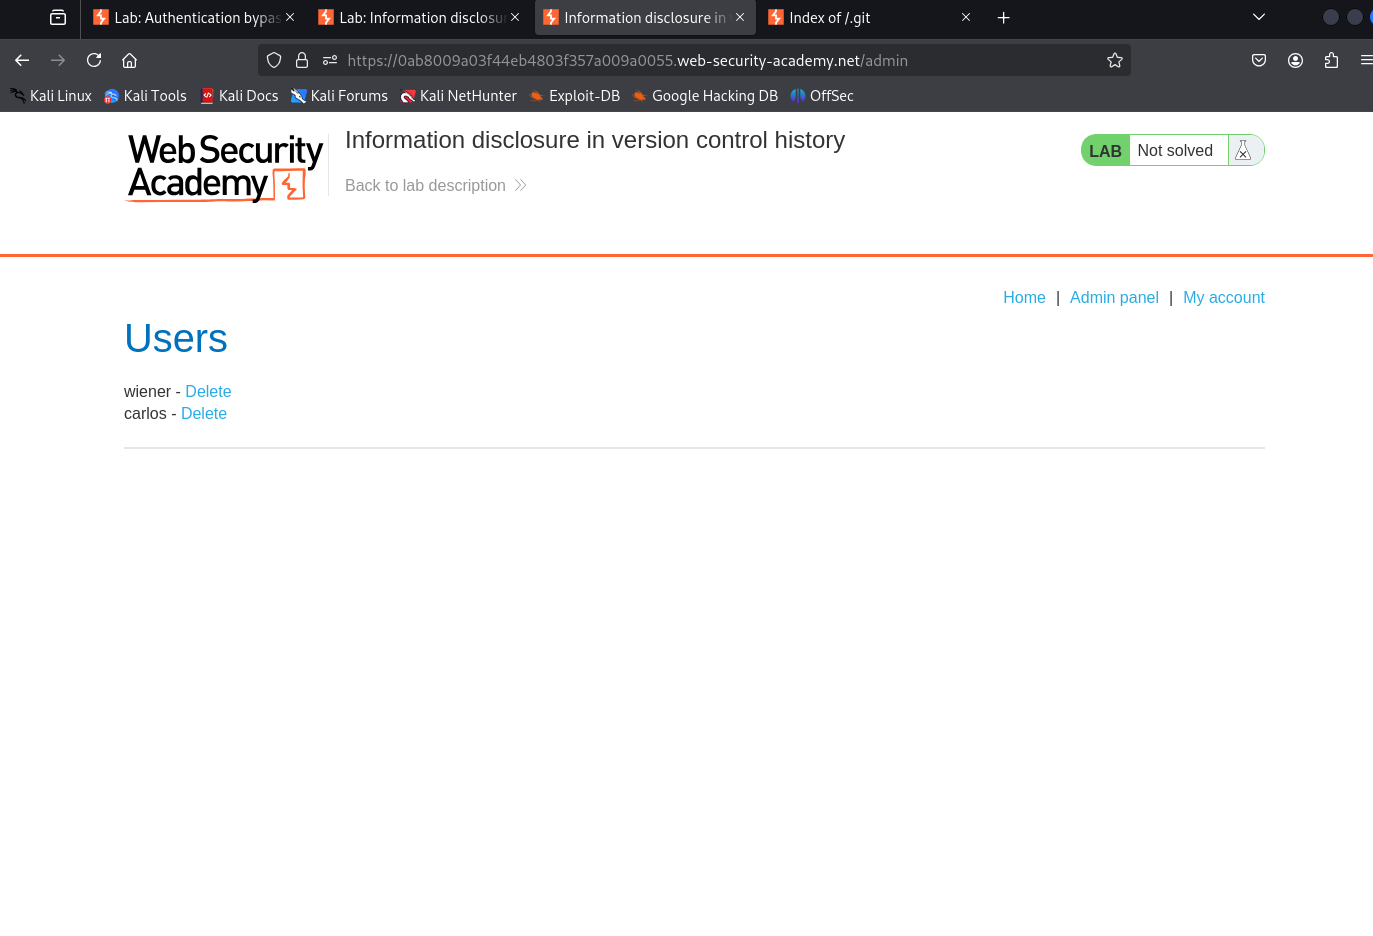 Lab: Authentication bypas
Lab: Information disclosu
Information disclosure in
Index of /.git
https://0ab8009a03f44eb4803f357a009a0055.web-security-academy.net/admin
Kali Linux Kali Tools Kali Docs Kali Forums Kali NetHunter Exploit-DB Google Hacking DB OffSec
Web Security
Academy
Information disclosure in version control history
Back to lab description
LAB Not solved
Home | Admin panel | My account
Users
wiener - Delete
carlos - Delete